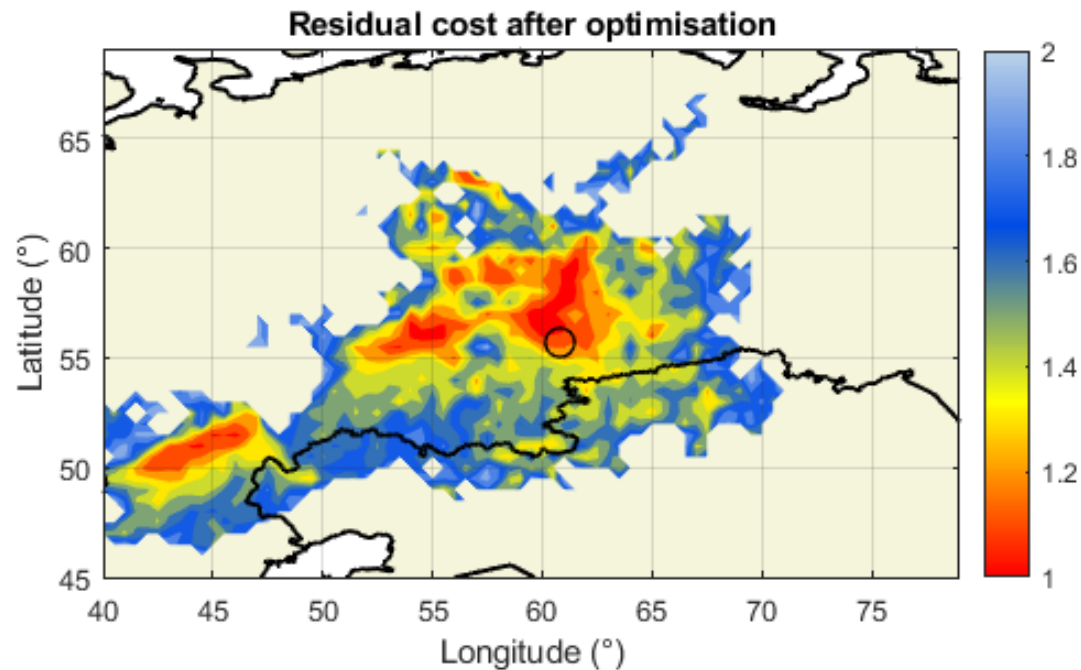 Residual cost after optimisation
2
1.8
1.6
1.4
1.2
1
65
60
55
50
45
Latitude (°)
40 45 50 55 60 65 70 75
Longitude (°)